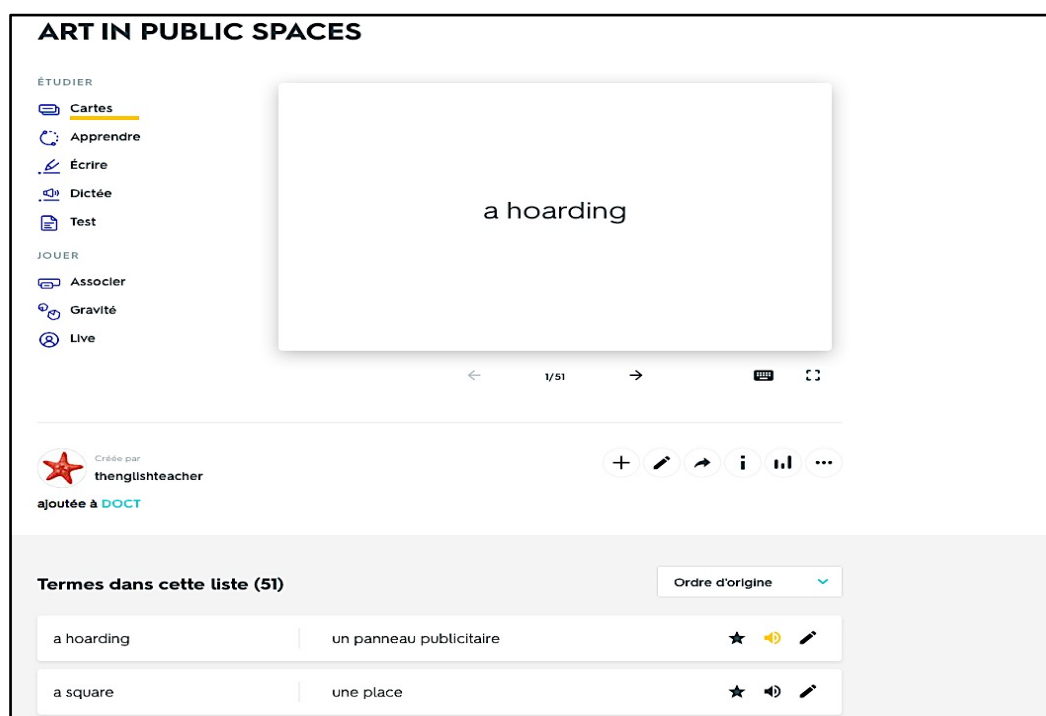 ART IN PUBLIC SPACES
ÉTUDIER
Cartes
Apprendre
Écrire
Dictée
Test
JOUER
Associer
Gravité
Live
a hoarding
1/51
Créée par
thenglishteacher
ajoutée à DOCT
Termes dans cette liste (51)
Ordre d'origine
a hoarding un panneau publicitaire
a square une place